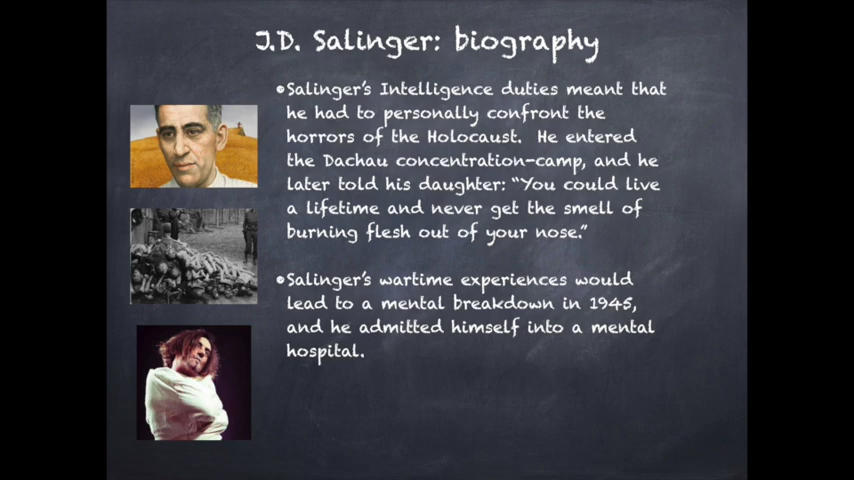 J.D. Salinger: biography
•Salinger's Intelligence duties meant that
he had to personally confront the
horrors of the Holocaust. He entered
the Dachau concentration-camp, and he
later told his daughter: "You could live
a lifetime and never get the smell of
burning flesh out of your nose."
•Salinger's wartime experiences would
lead to a mental breakdown in 1945,
and he admitted himself into a mental
hospital.